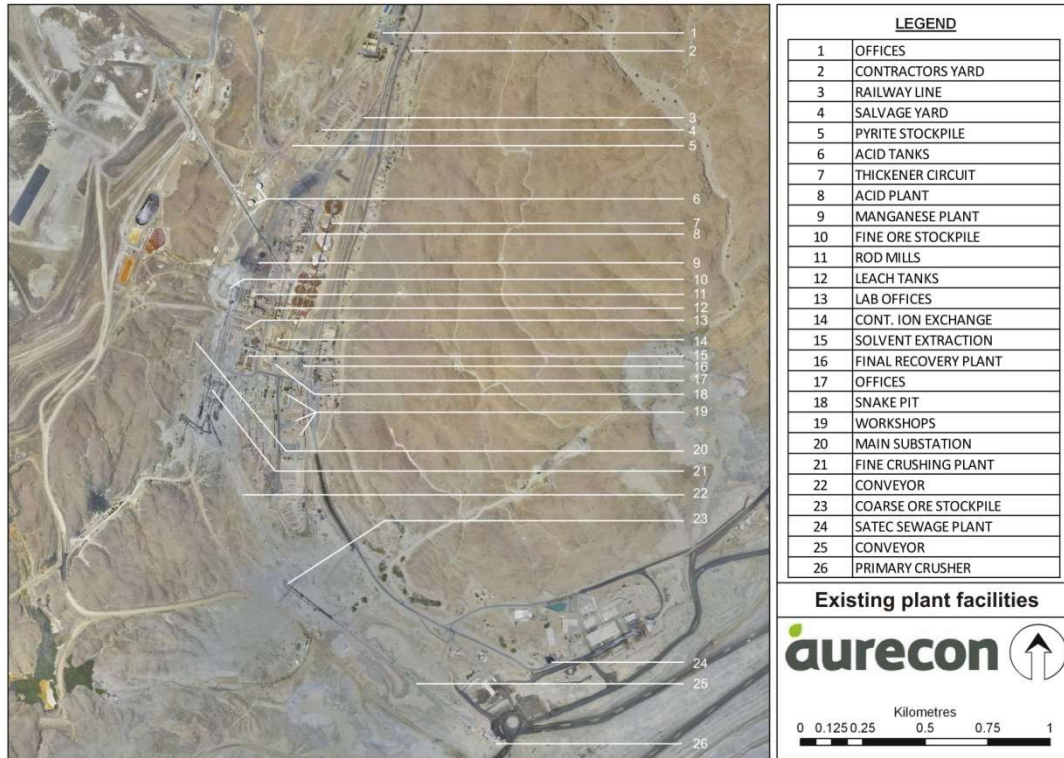 1
2
3
4
5
6
7
8
9
10
11
12
13
14
15
16
17
18
19
20
21
22
23
24
25
26
LEGEND
1 OFFICES
2 CONTRACTORS YARD
3 RAILWAY LINE
4 SALVAGE YARD
5 PYRITE STOCKPILE
6 ACID TANKS
7 THICKENER CIRCUIT
8 ACID PLANT
9 MANGANESE PLANT
10 FINE ORE STOCKPILE
11 ROD MILLS
12 LEACH TANKS
13 LAB OFFICES
14 CONT. ION EXCHANGE
15 SOLVENT EXTRACTION
16 FINAL RECOVERY PLANT
17 OFFICES
18 SNAKE PIT
19 WORKSHOPS
20 MAIN SUBSTATION
21 FINE CRUSHING PLANT
22 CONVEYOR
23 COARSE ORE STOCKPILE
24 SATEC SEWAGE PLANT
25 CONVEYOR
26 PRIMARY CRUSHER
Existing plant facilities
aurecon
Kilometres
0 0.125 0.25 0.5 0.75 1